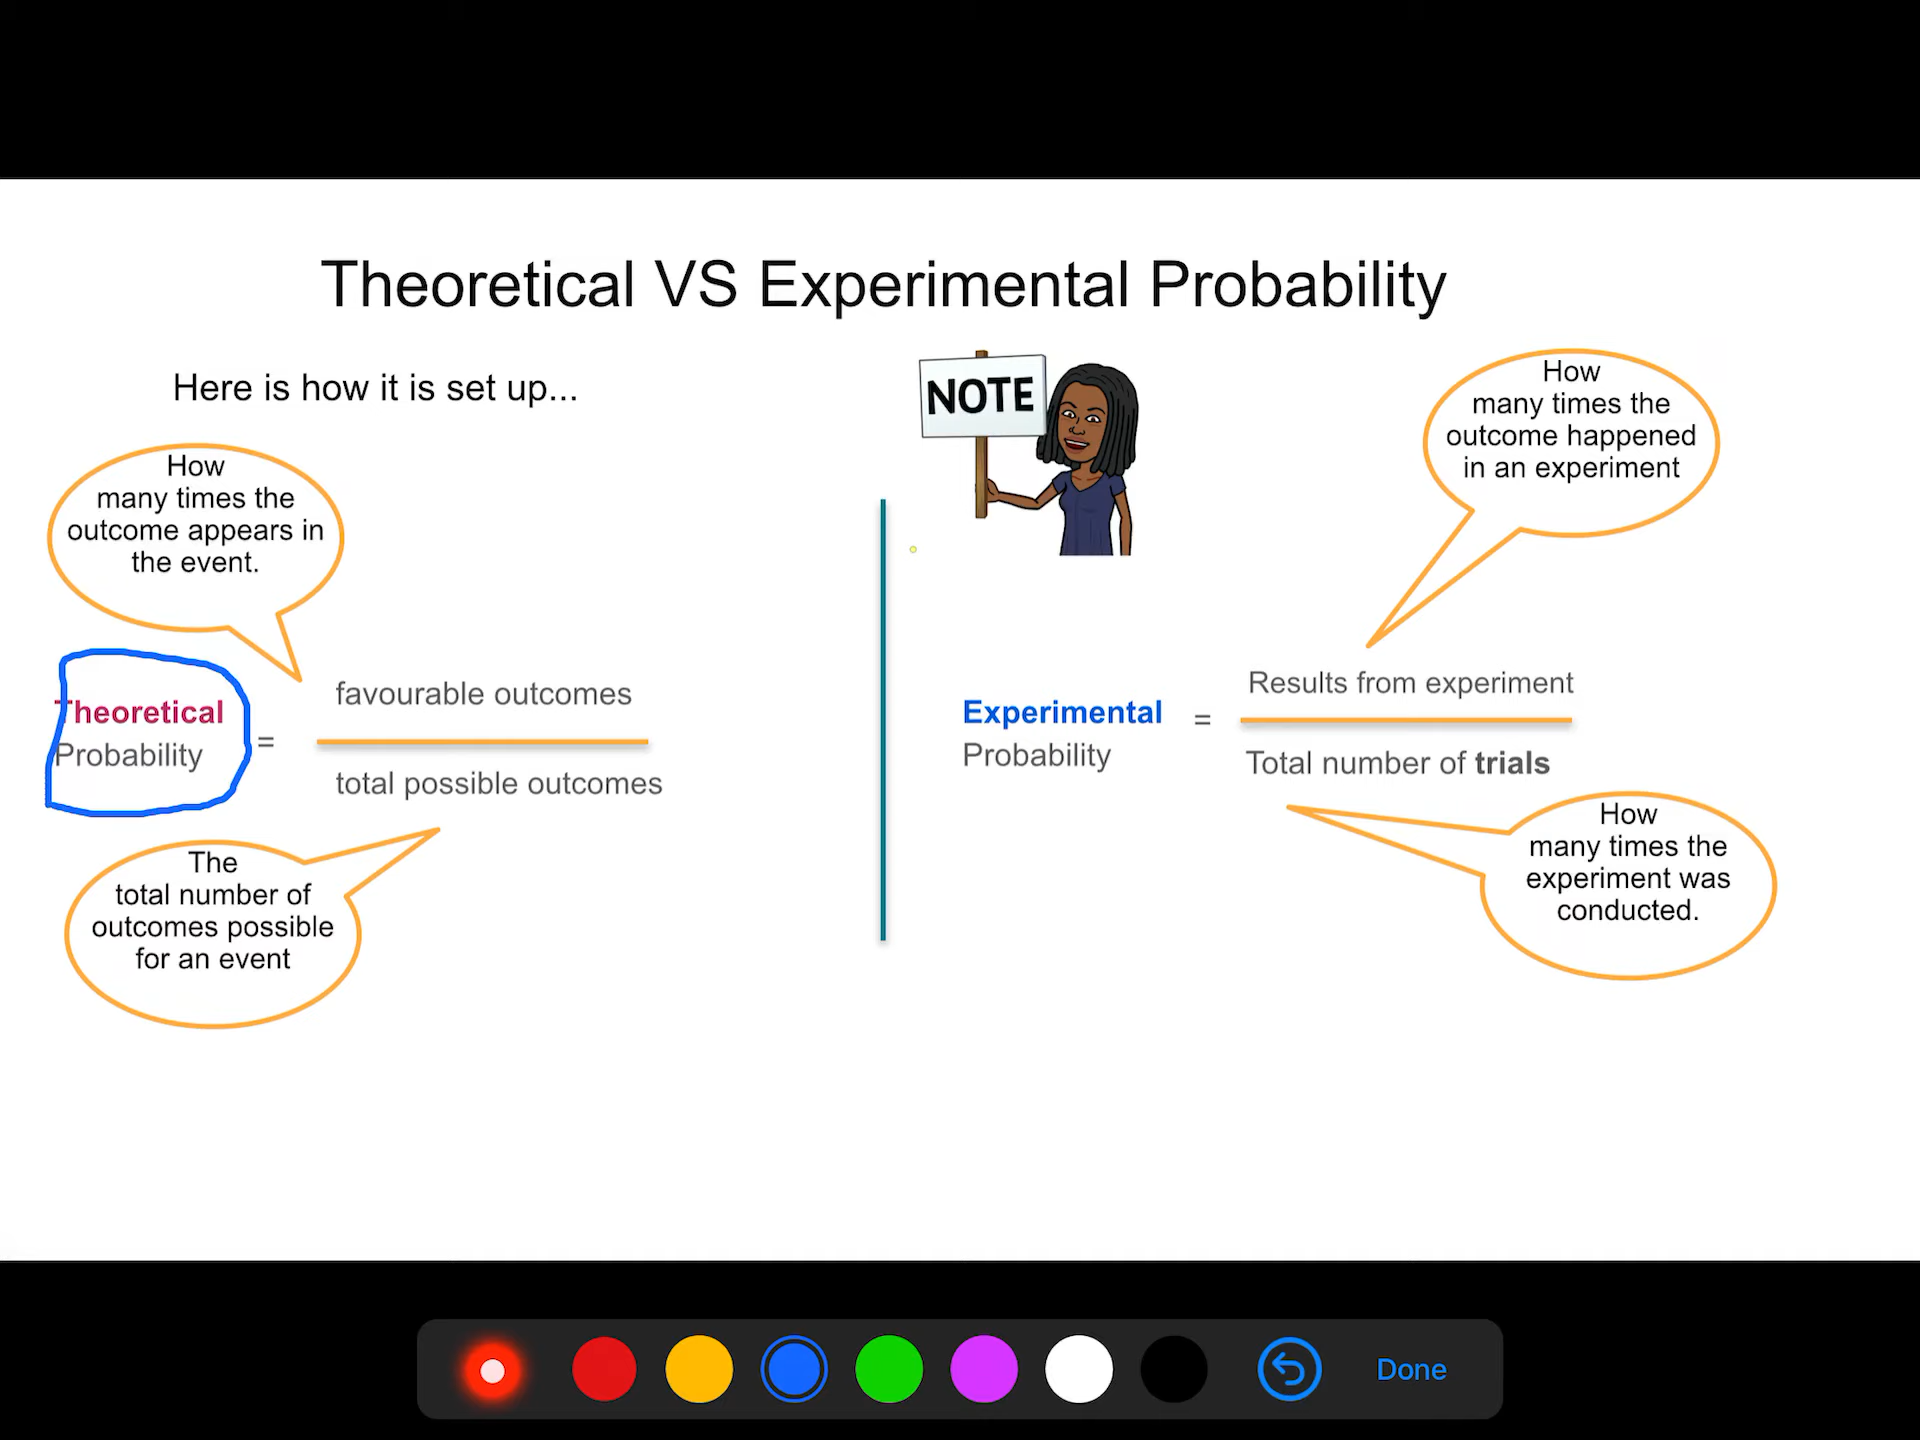 Theoretical VS Experimental Probability
Here is how it is set up...
NOTE
How
many times the
outcome appears in
the event.
Theoretical
Probability
=
favourable outcomes
total possible outcomes
The
total number of
outcomes possible
for an event
How
many times the
outcome happened
in an experiment
Experimental
Probability
=
Results from experiment
Total number of trials
How
many times the
experiment was
conducted.
Done